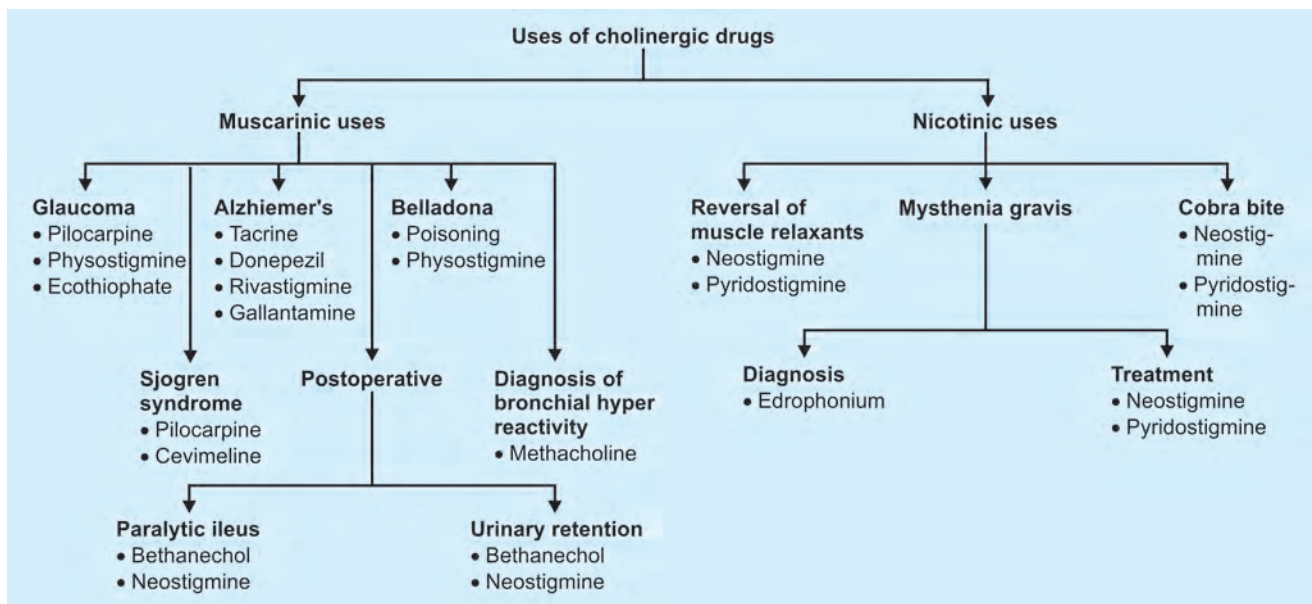 Uses of cholinergic drugs
Muscarinic uses
Nicotinic uses
Glaucoma
• Pilocarpine
• Physostigmine
• Ecothiophate
Alzhiemer's
• Tacrine
• Donepezil
• Rivastigmine
• Gallantamine
Belladona
• Poisoning
• Physostigmine
Reversal of
muscle relaxants
• Neostigmine
• Pyridostigmine
Mysthenia gravis
Cobra bite
• Neostig-
mine
• Pyridostig-
mine
Sjogren
syndrome
• Pilocarpine
• Cevimeline
Postoperative
Diagnosis of
bronchial hyper
reactivity
• Methacholine
Diagnosis
• Edrophonium
Treatment
• Neostigmine
• Pyridostigmine
Paralytic ileus
• Bethanechol
• Neostigmine
Urinary retention
• Bethanechol
• Neostigmine